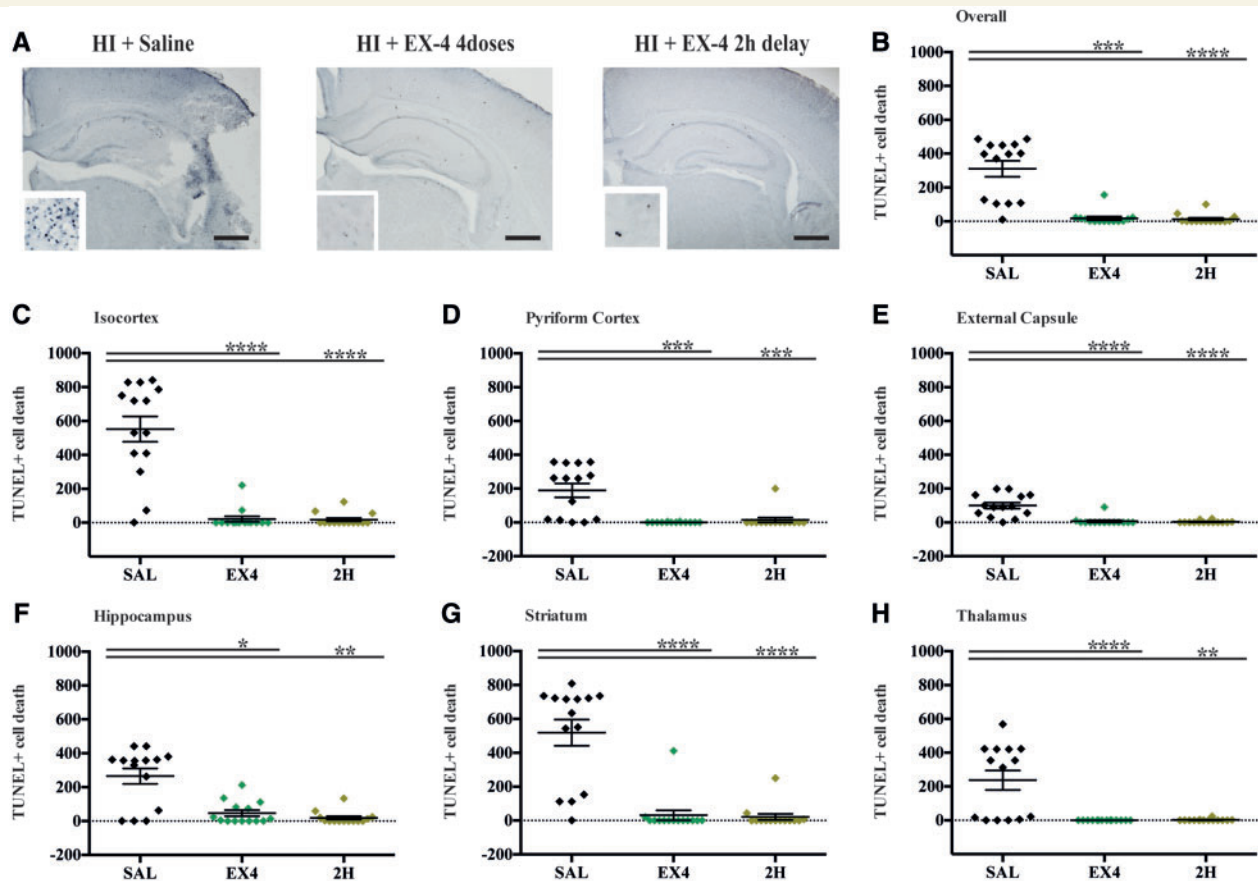 A
HI + Saline
HI + EX-4 4doses
HI + EX-4 2h delay
B
Overall
TUNEL+ cell death
1000
800
600
400
200
0
-200
***
****
SAL
EX4
2H
C
Isocortex
TUNEL+ cell death
1000
800
600
400
200
0
-200
****
****
SAL
EX4
2H
D
Pyriform Cortex
TUNEL+ cell death
1000
800
600
400
200
0
-200
***
***
SAL
EX4
2H
E
External Capsule
TUNEL+ cell death
1000
800
600
400
200
0
-200
****
****
SAL
EX4
2H
F
Hippocampus
TUNEL+ cell death
1000
800
600
400
200
0
-200
*
**
SAL
EX4
2H
G
Striatum
TUNEL+ cell death
1000
800
600
400
200
0
-200
****
****
SAL
EX4
2H
H
Thalamus
TUNEL+ cell death
1000
800
600
400
200
0
-200
****
**
SAL
EX4
2H